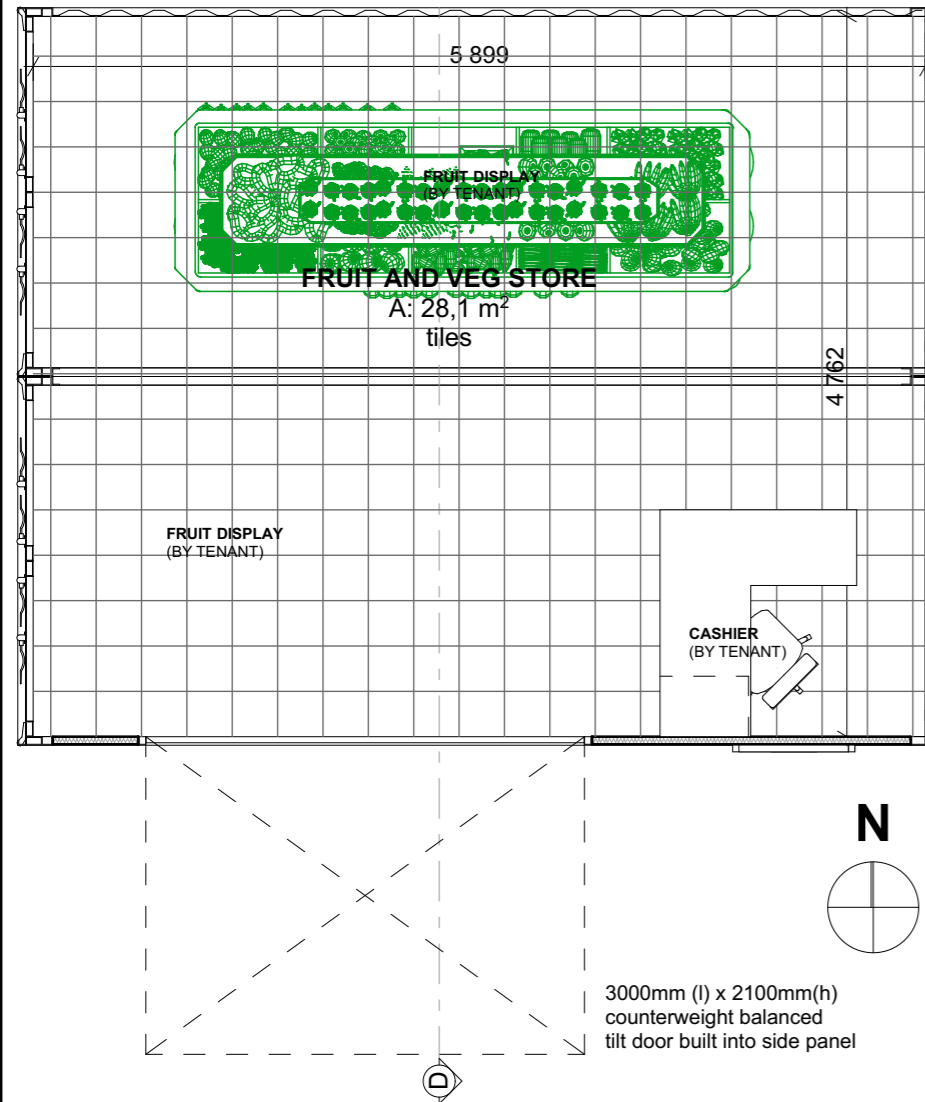 5 899
FRUIT DISPLAY
(BY TENANT)
FRUIT AND VEG STORE
A: 28,1 m²
tiles
4 762
FRUIT DISPLAY
(BY TENANT)
CASHIER
(BY TENANT)
N
3000mm (l) x 2100mm(h)
counterweight balanced
tilt door built into side panel
D